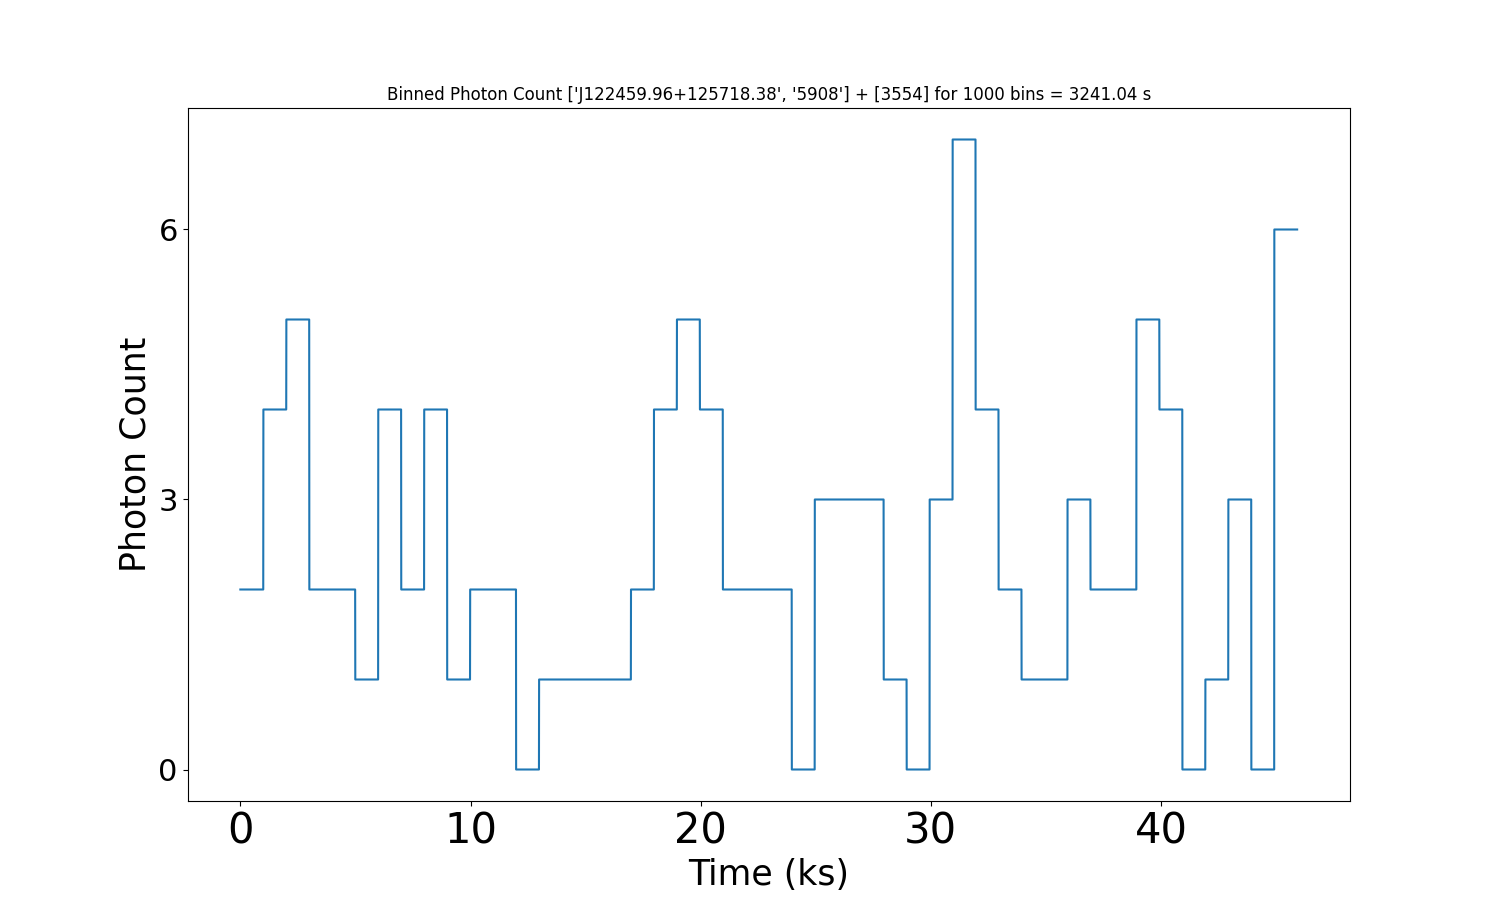 Binned Photon Count ['J122459.96+125718.38', '5908'] + [3554] for 1000 bins = 3241.04 s
6
3
0
Photon Count
0 10 20 30 40
Time (ks)